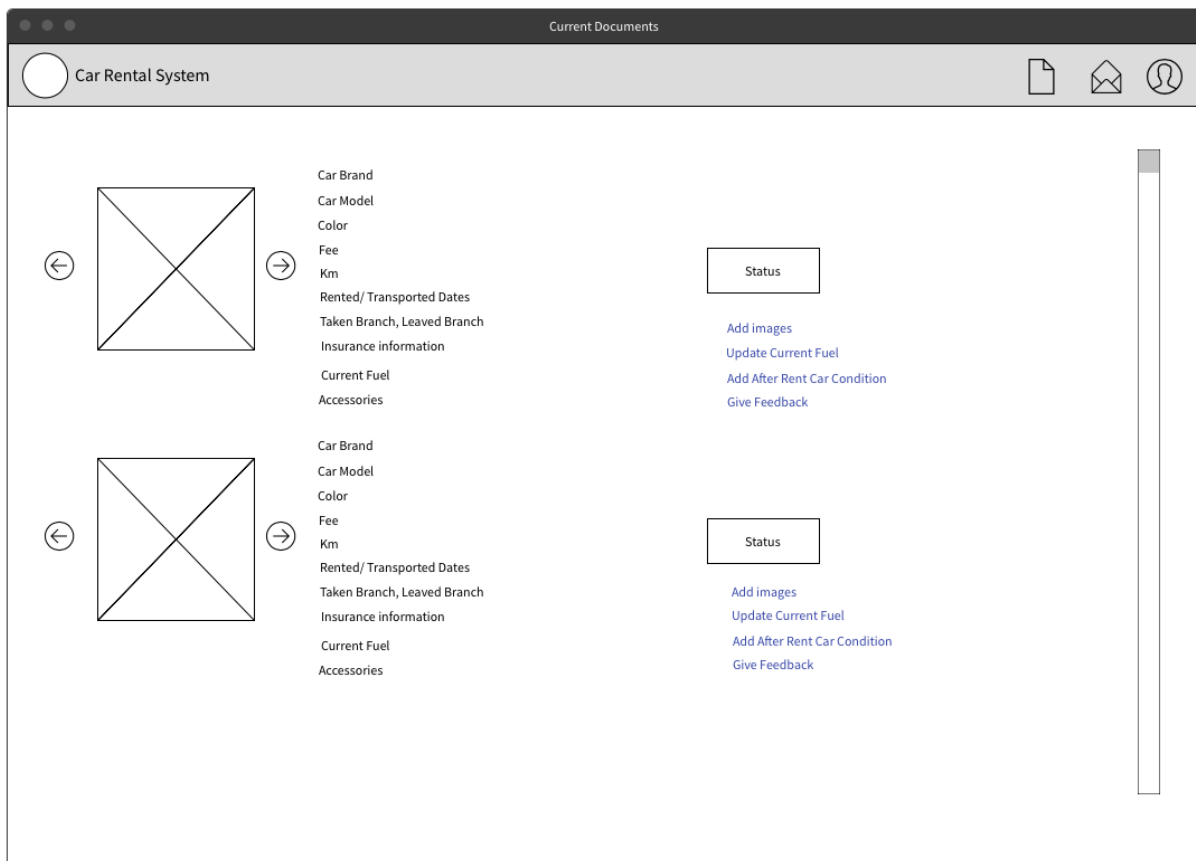 Current Documents
Car Rental System
Car Brand
Car Model
Color
Fee
Km
Rented/ Transported Dates
Taken Branch, Leaved Branch
Insurance information
Current Fuel
Accessories
Status
Add images
Update Current Fuel
Add After Rent Car Condition
Give Feedback
Car Brand
Car Model
Color
Fee
Km
Rented/ Transported Dates
Taken Branch, Leaved Branch
Insurance information
Current Fuel
Accessories
Status
Add images
Update Current Fuel
Add After Rent Car Condition
Give Feedback